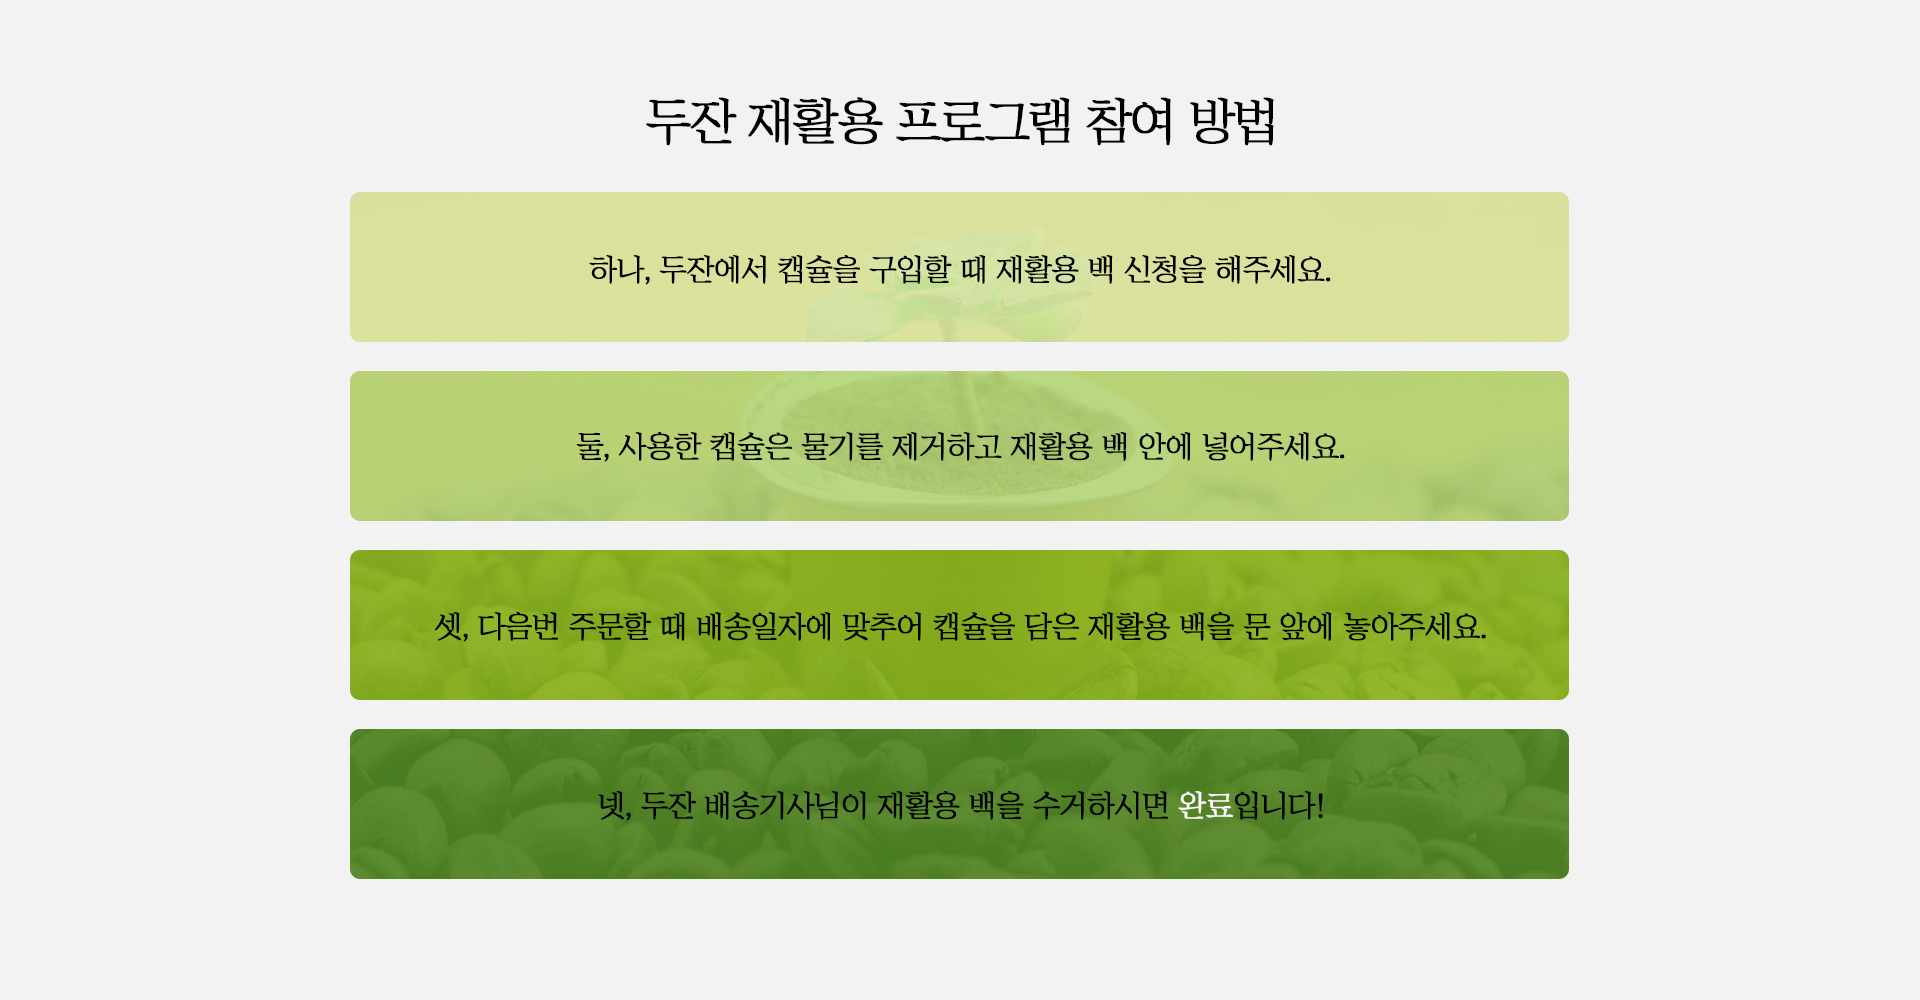 두잔 재활용 프로그램 참여 방법
하나, 두잔에서 캡슐을 구입할 때 재활용 백 신청을 해주세요.
둘, 사용한 캡슐은 물기를 제거하고 재활용 백 안에 넣어주세요.
셋, 다음번 주문할 때 배송일자에 맞추어 캡슐을 담은 재활용 백을 문 앞에 놓아주세요.
넷, 두잔 배송기사님이 재활용 백을 수거하시면 완료입니다!